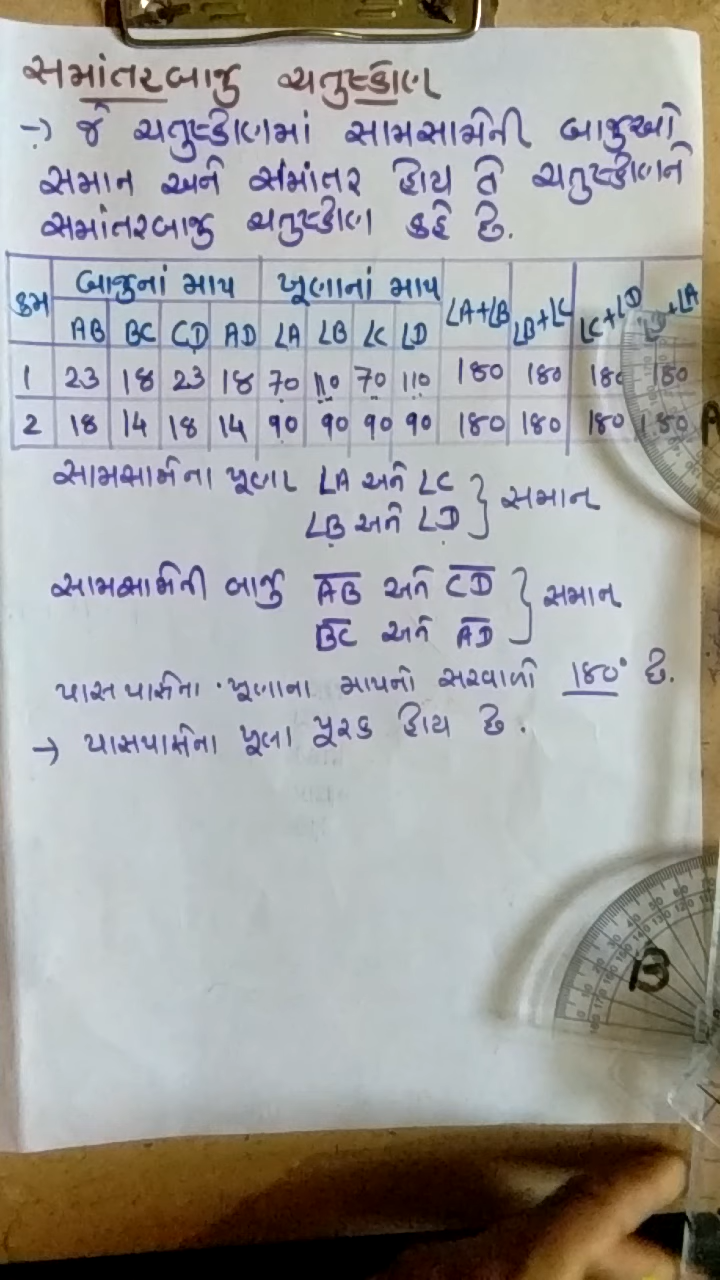 સમાંતરબાજુ ચતુષ્કોણ
→ જે ચતુષ્કોણમાં સામસામેની બાજુઓ
સમાન અને સમાંતર હોય તે ચતુષ્કોણને
સમાંતરબાજુ ચતુષ્કોણ કહે છે.
ક્રમ બાજુનાં માપ ખૂણાનાં માપ ∠A+∠B ∠B+∠C ∠C+∠D ∠D+∠A
AB BC CD AD ∠A ∠B ∠C ∠D
1 23 18 23 18 70 110 70 110 180 180 180 180
2 18 14 18 14 90 90 90 90 180 180 180 180
સામસામેના ખૂણા ∠A અને ∠C } સમાન
∠B અને ∠D
સામસામેની બાજુ AB અને CD } સમાન
BC અને AD
પાસપાસેના ખૂણાના માપનો સરવાળો ૧૮૦° છે.
→ પાસપાસેના ખૂણા પૂરક હોય છે.
A
B